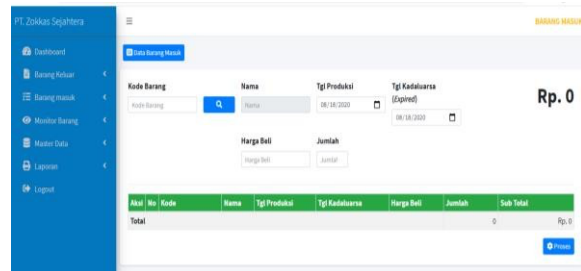 PT. Zokkas Sejahtera
BARANG MASUK
Dashboard
Barang Keluar
Barang masuk
Monitor Barang
Master Data
Laporan
Logout
Data Barang Masuk
Kode Barang
Nama
Tgl Produksi
Tgl Kadaluarsa
(Expired)
Rp. 0
Kode Barang
Nama
08/18/2020
08/18/2020
Harga Beli
Jumlah
Harga Beli
Jumlah
Aksi No Kode Nama Tgl Produksi Tgl Kadaluarsa Harga Beli Jumlah Sub Total
Total 0 Rp. 0
Proses